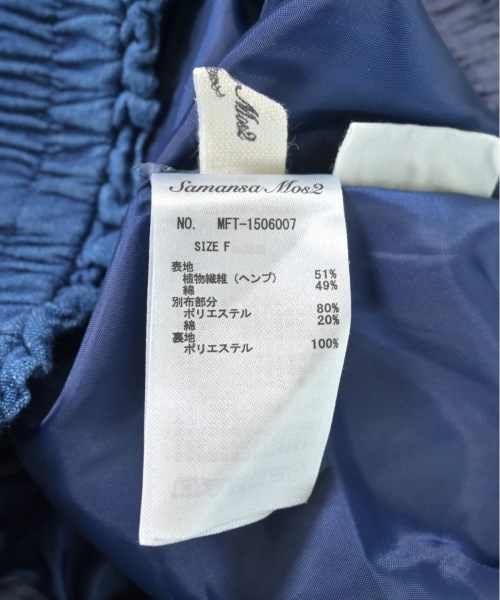 Mos2
Samansa Mos2
NO. MFT-1506007
SIZE F
表地
植物繊維（ヘンプ） 51%
綿 49%
別布部分
ポリエステル 80%
綿 20%
裏地
ポリエステル 100%